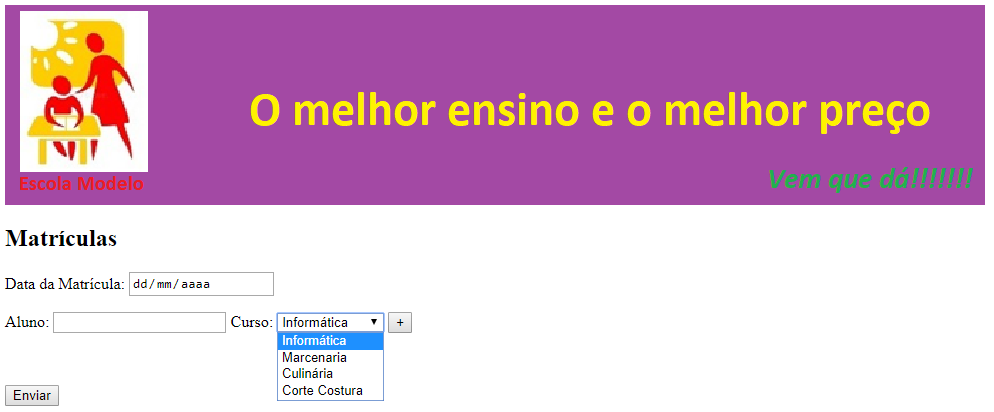 O melhor ensino e o melhor preço
Escola Modelo
Vem que dá!!!!!!!
Matrículas
Data da Matrícula: dd/mm/aaaa
Aluno: Curso: Informática +
Informática
Marcenaria
Culinária
Corte Costura
Enviar